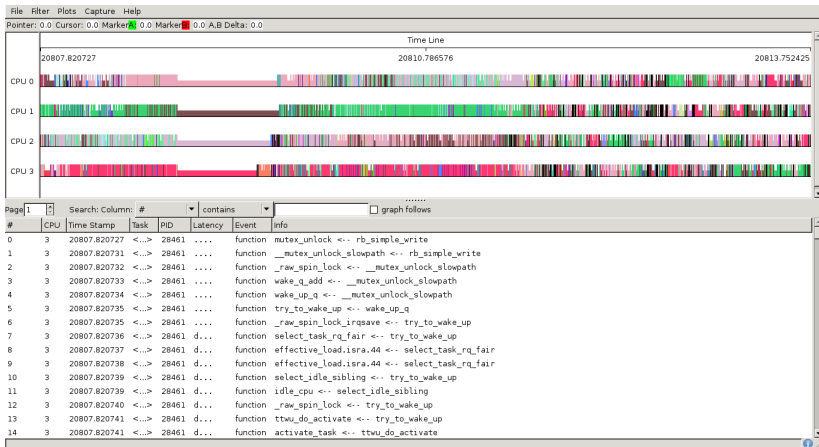 File Filter Plots Capture Help
Pointer: 0.0 Cursor: 0.0 MarkerA: 0.0 MarkerB: 0.0 A,B Delta: 0.0
Time Line
20807.820727 20810.786576 20813.752425
CPU 0
CPU 1
CPU 2
CPU 3
Page 1 Search: Column: # contains graph follows
# CPU Time Stamp Task PID Latency Event Info
0 3 20807.820727 <...> 28461 .... function mutex_unlock <-- rb_simple_write
1 3 20807.820731 <...> 28461 .... function __mutex_unlock_slowpath <-- rb_simple_write
2 3 20807.820732 <...> 28461 .... function _raw_spin_lock <-- __mutex_unlock_slowpath
3 3 20807.820733 <...> 28461 .... function wake_q_add <-- __mutex_unlock_slowpath
4 3 20807.820734 <...> 28461 .... function wake_up_q <-- __mutex_unlock_slowpath
5 3 20807.820735 <...> 28461 .... function try_to_wake_up <-- wake_up_q
6 3 20807.820735 <...> 28461 .... function _raw_spin_lock_irqsave <-- try_to_wake_up
7 3 20807.820736 <...> 28461 d... function select_task_rq_fair <-- try_to_wake_up
8 3 20807.820737 <...> 28461 d... function effective_load.isra.44 <-- select_task_rq_fair
9 3 20807.820738 <...> 28461 d... function effective_load.isra.44 <-- select_task_rq_fair
10 3 20807.820739 <...> 28461 d... function select_idle_sibling <-- try_to_wake_up
11 3 20807.820739 <...> 28461 d... function idle_cpu <-- select_idle_sibling
12 3 20807.820740 <...> 28461 d... function _raw_spin_lock <-- try_to_wake_up
13 3 20807.820741 <...> 28461 d... function ttwu_do_activate <-- try_to_wake_up
14 3 20807.820741 <...> 28461 d... function activate_task <-- ttwu_do_activate